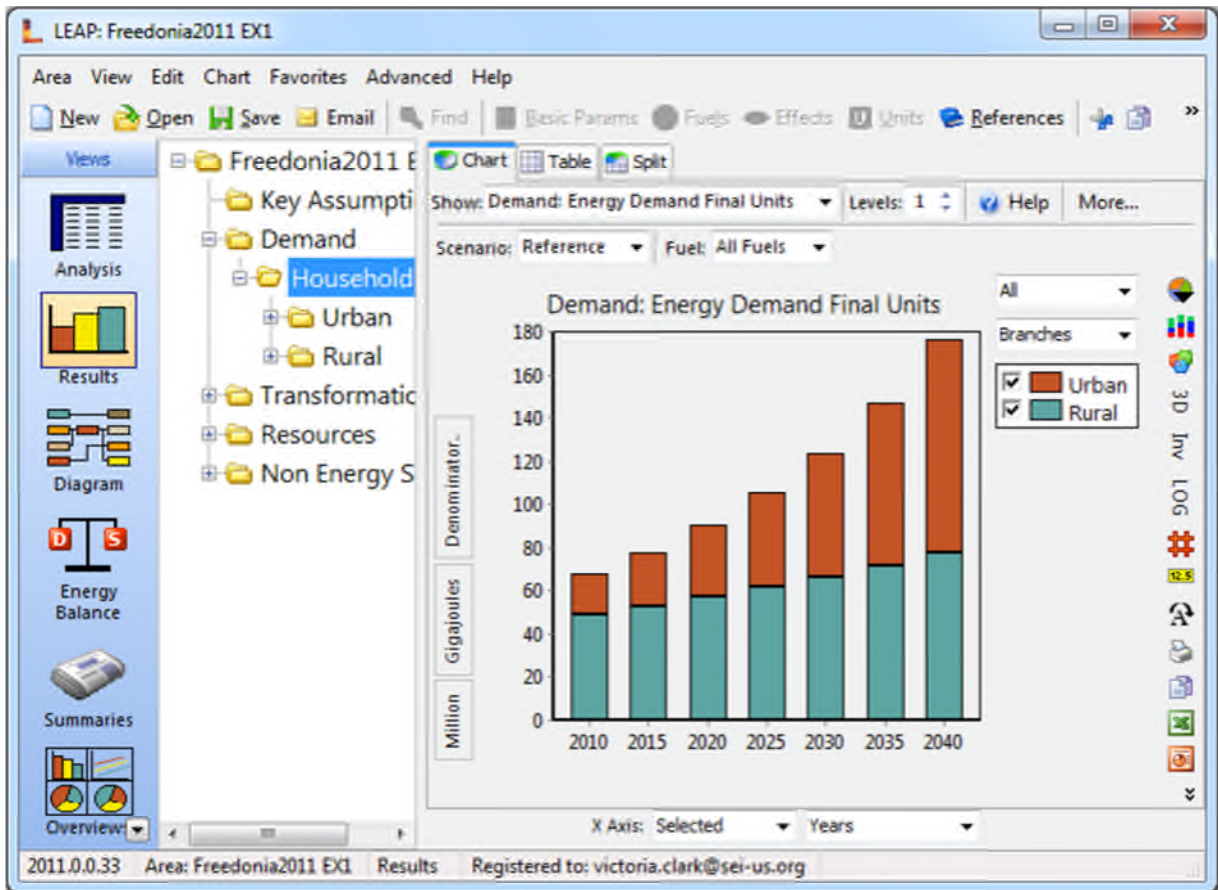 LEAP: Freedonia2011 EX1
Area View Edit Chart Favorites Advanced Help
New Open Save Email Find Basic Params Fuels Effects Units References »
Views
Analysis
Results
Diagram
Energy
Balance
Summaries
Overviews
Freedonia2011 E
Key Assumpti
Demand
Household
Urban
Rural
Transformatic
Resources
Non Energy S
Chart Table Split
Show: Demand: Energy Demand Final Units Levels: 1 Help More...
Scenario: Reference Fuel: All Fuels
Demand: Energy Demand Final Units
180
160
140
120
100
80
60
40
20
0
2010 2015 2020 2025 2030 2035 2040
Denominator..
Gigajoules
Million
All
Branches
Urban
Rural
3D
Inv
LOG
12.5
A
X Axis: Selected Years
2011.0.0.33 Area: Freedonia2011 EX1 Results Registered to: victoria.clark@sei-us.org